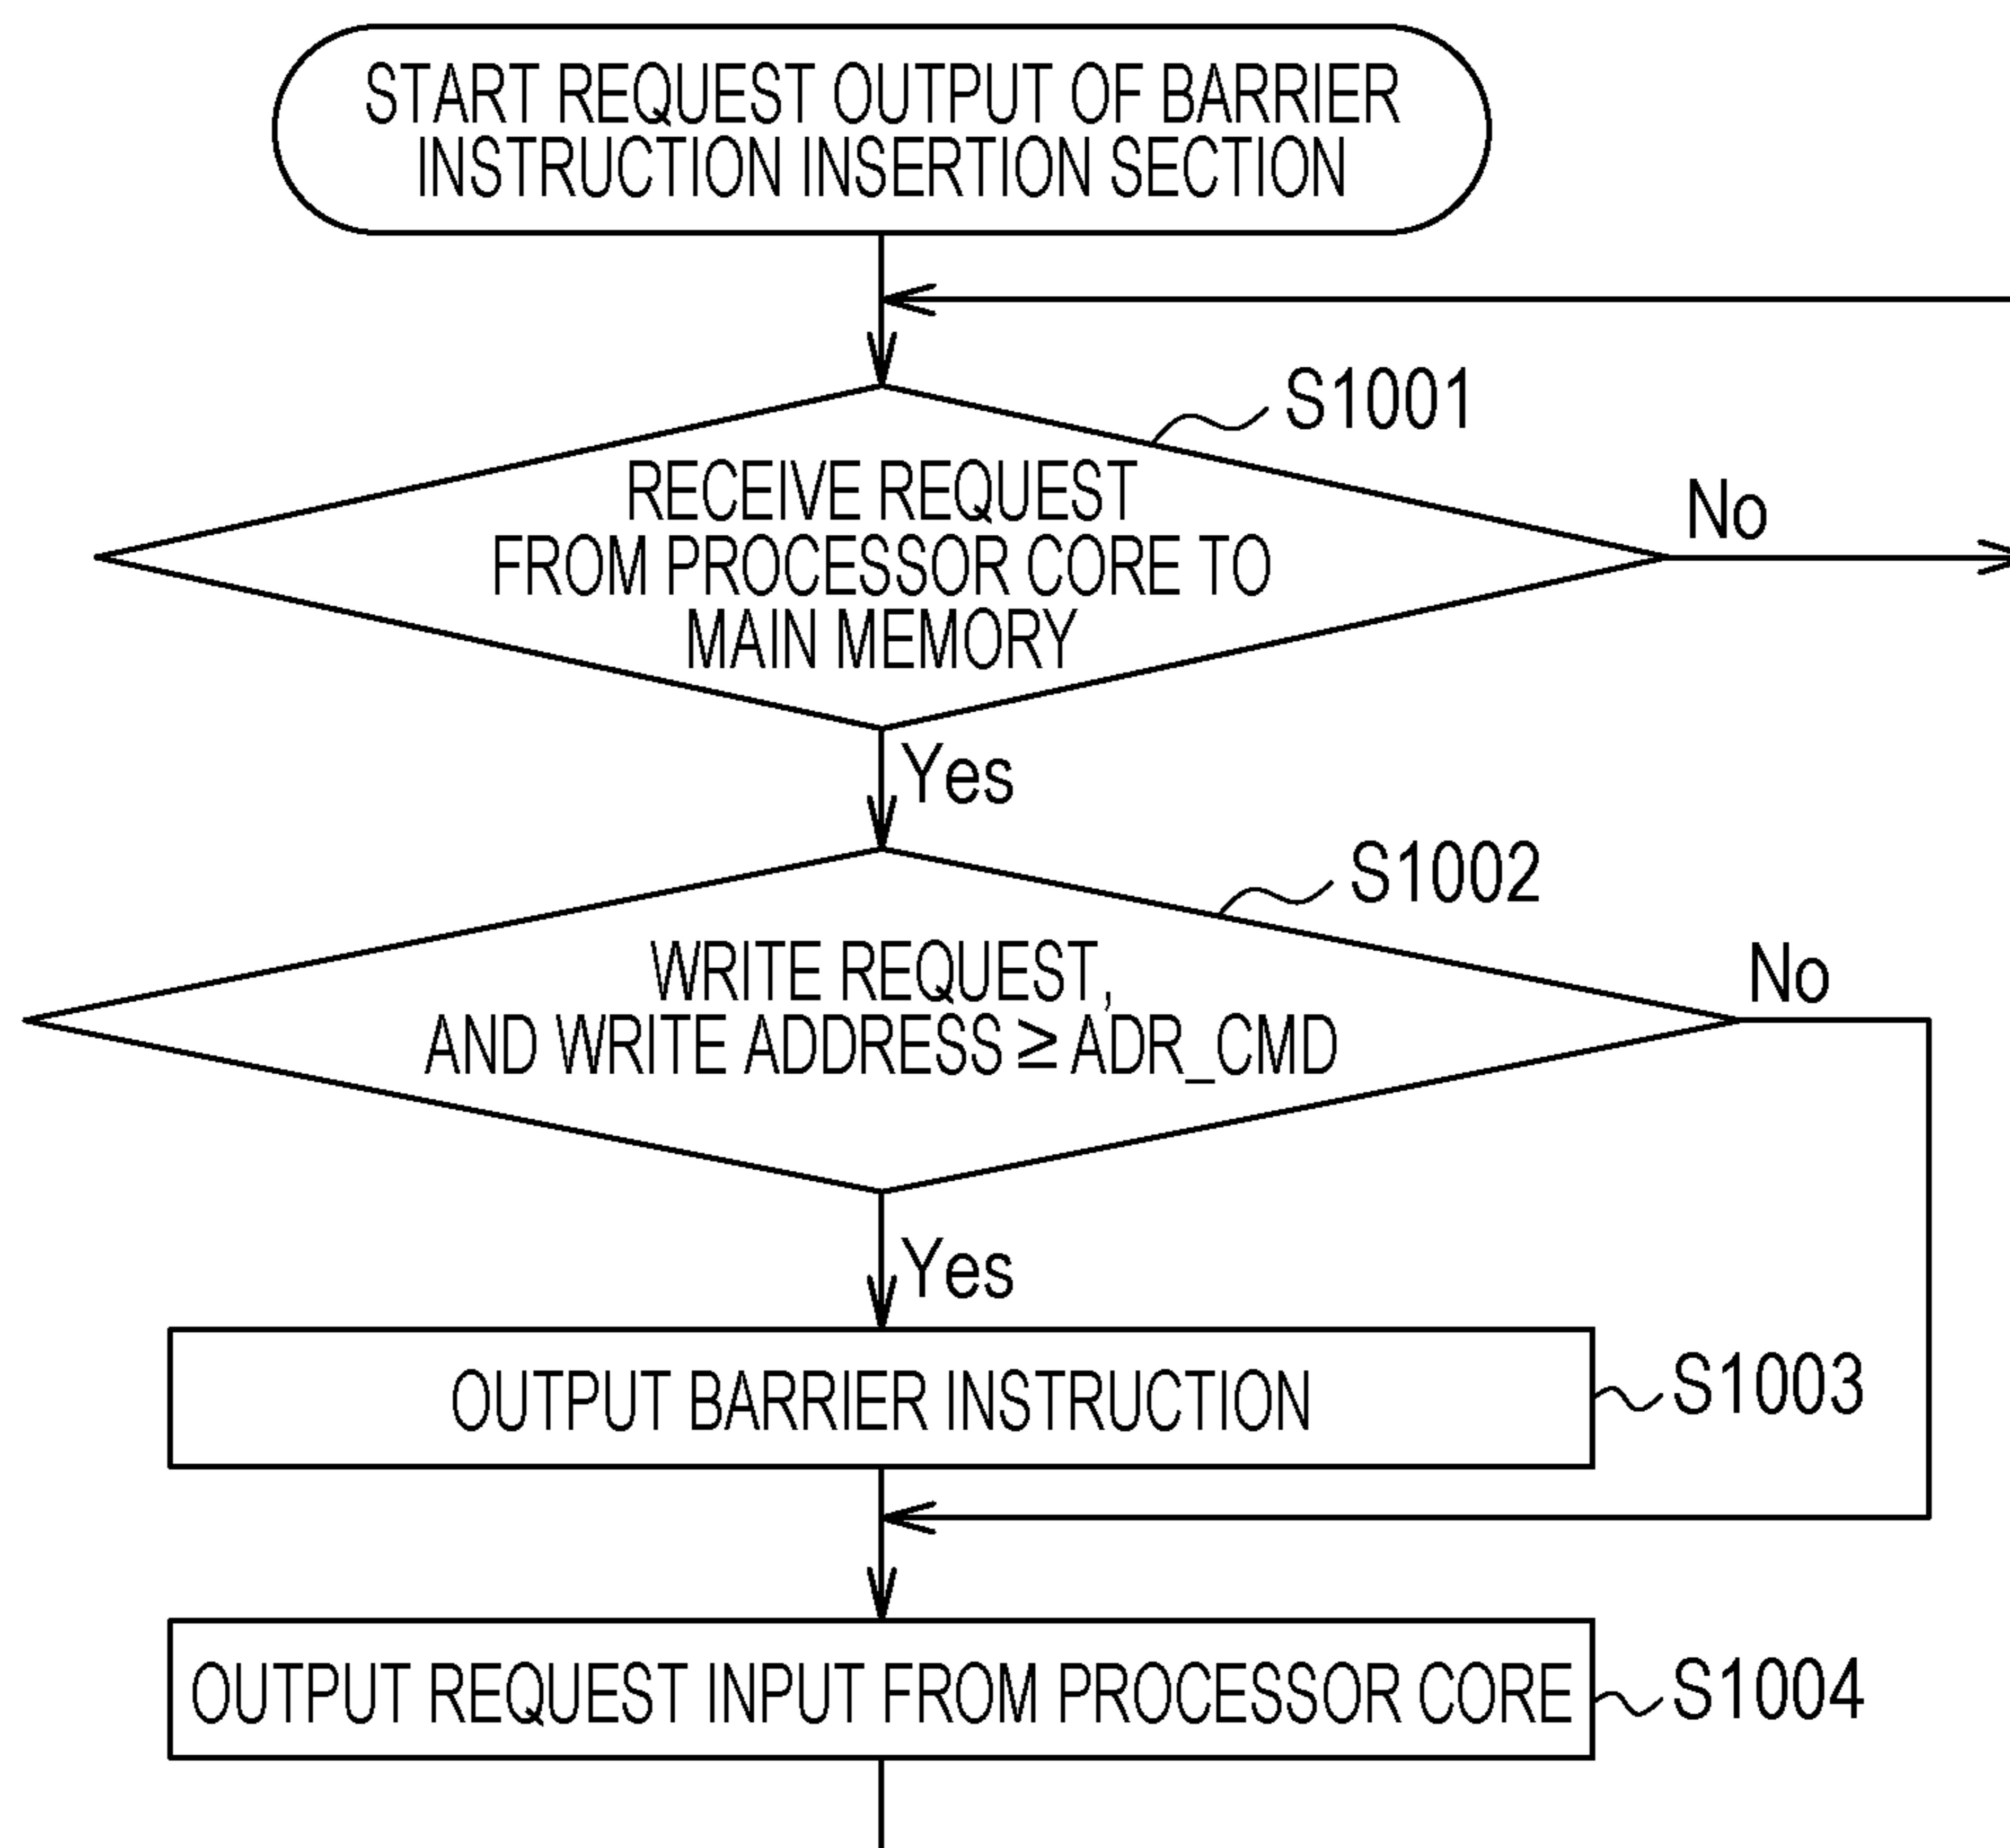 START REQUEST OUTPUT OF BARRIER
INSTRUCTION INSERTION SECTION
S1001
RECEIVE REQUEST
FROM PROCESSOR CORE TO
MAIN MEMORY
No
Yes
S1002
WRITE REQUEST,
AND WRITE ADDRESS ≥ ADR_CMD
No
Yes
OUTPUT BARRIER INSTRUCTION
S1003
OUTPUT REQUEST INPUT FROM PROCESSOR CORE
S1004